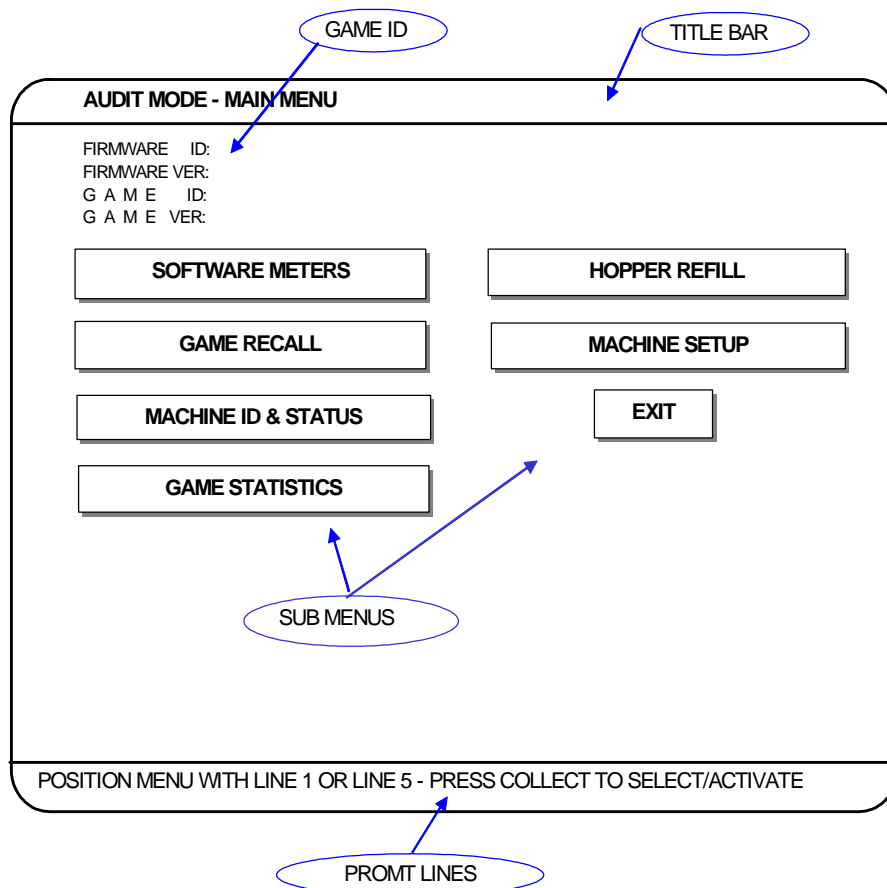 GAME ID
TITLE BAR
AUDIT MODE - MAIN MENU
FIRMWARE ID:
FIRMWARE VER:
G A M E ID:
G A M E VER:
SOFTWARE METERS
HOPPER REFILL
GAME RECALL
MACHINE SETUP
MACHINE ID & STATUS
EXIT
GAME STATISTICS
SUB MENUS
POSITION MENU WITH LINE 1 OR LINE 5 - PRESS COLLECT TO SELECT/ACTIVATE
PROMT LINES